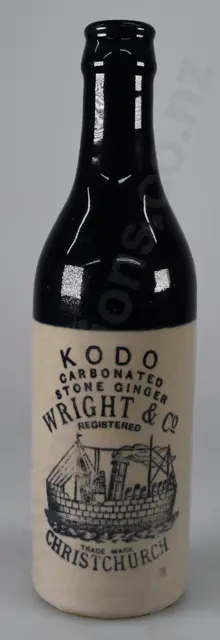 KODO
CARBONATED
STONE GINGER
WRIGHT & Co
REGISTERED
TRADE MARK
CHRISTCHURCH